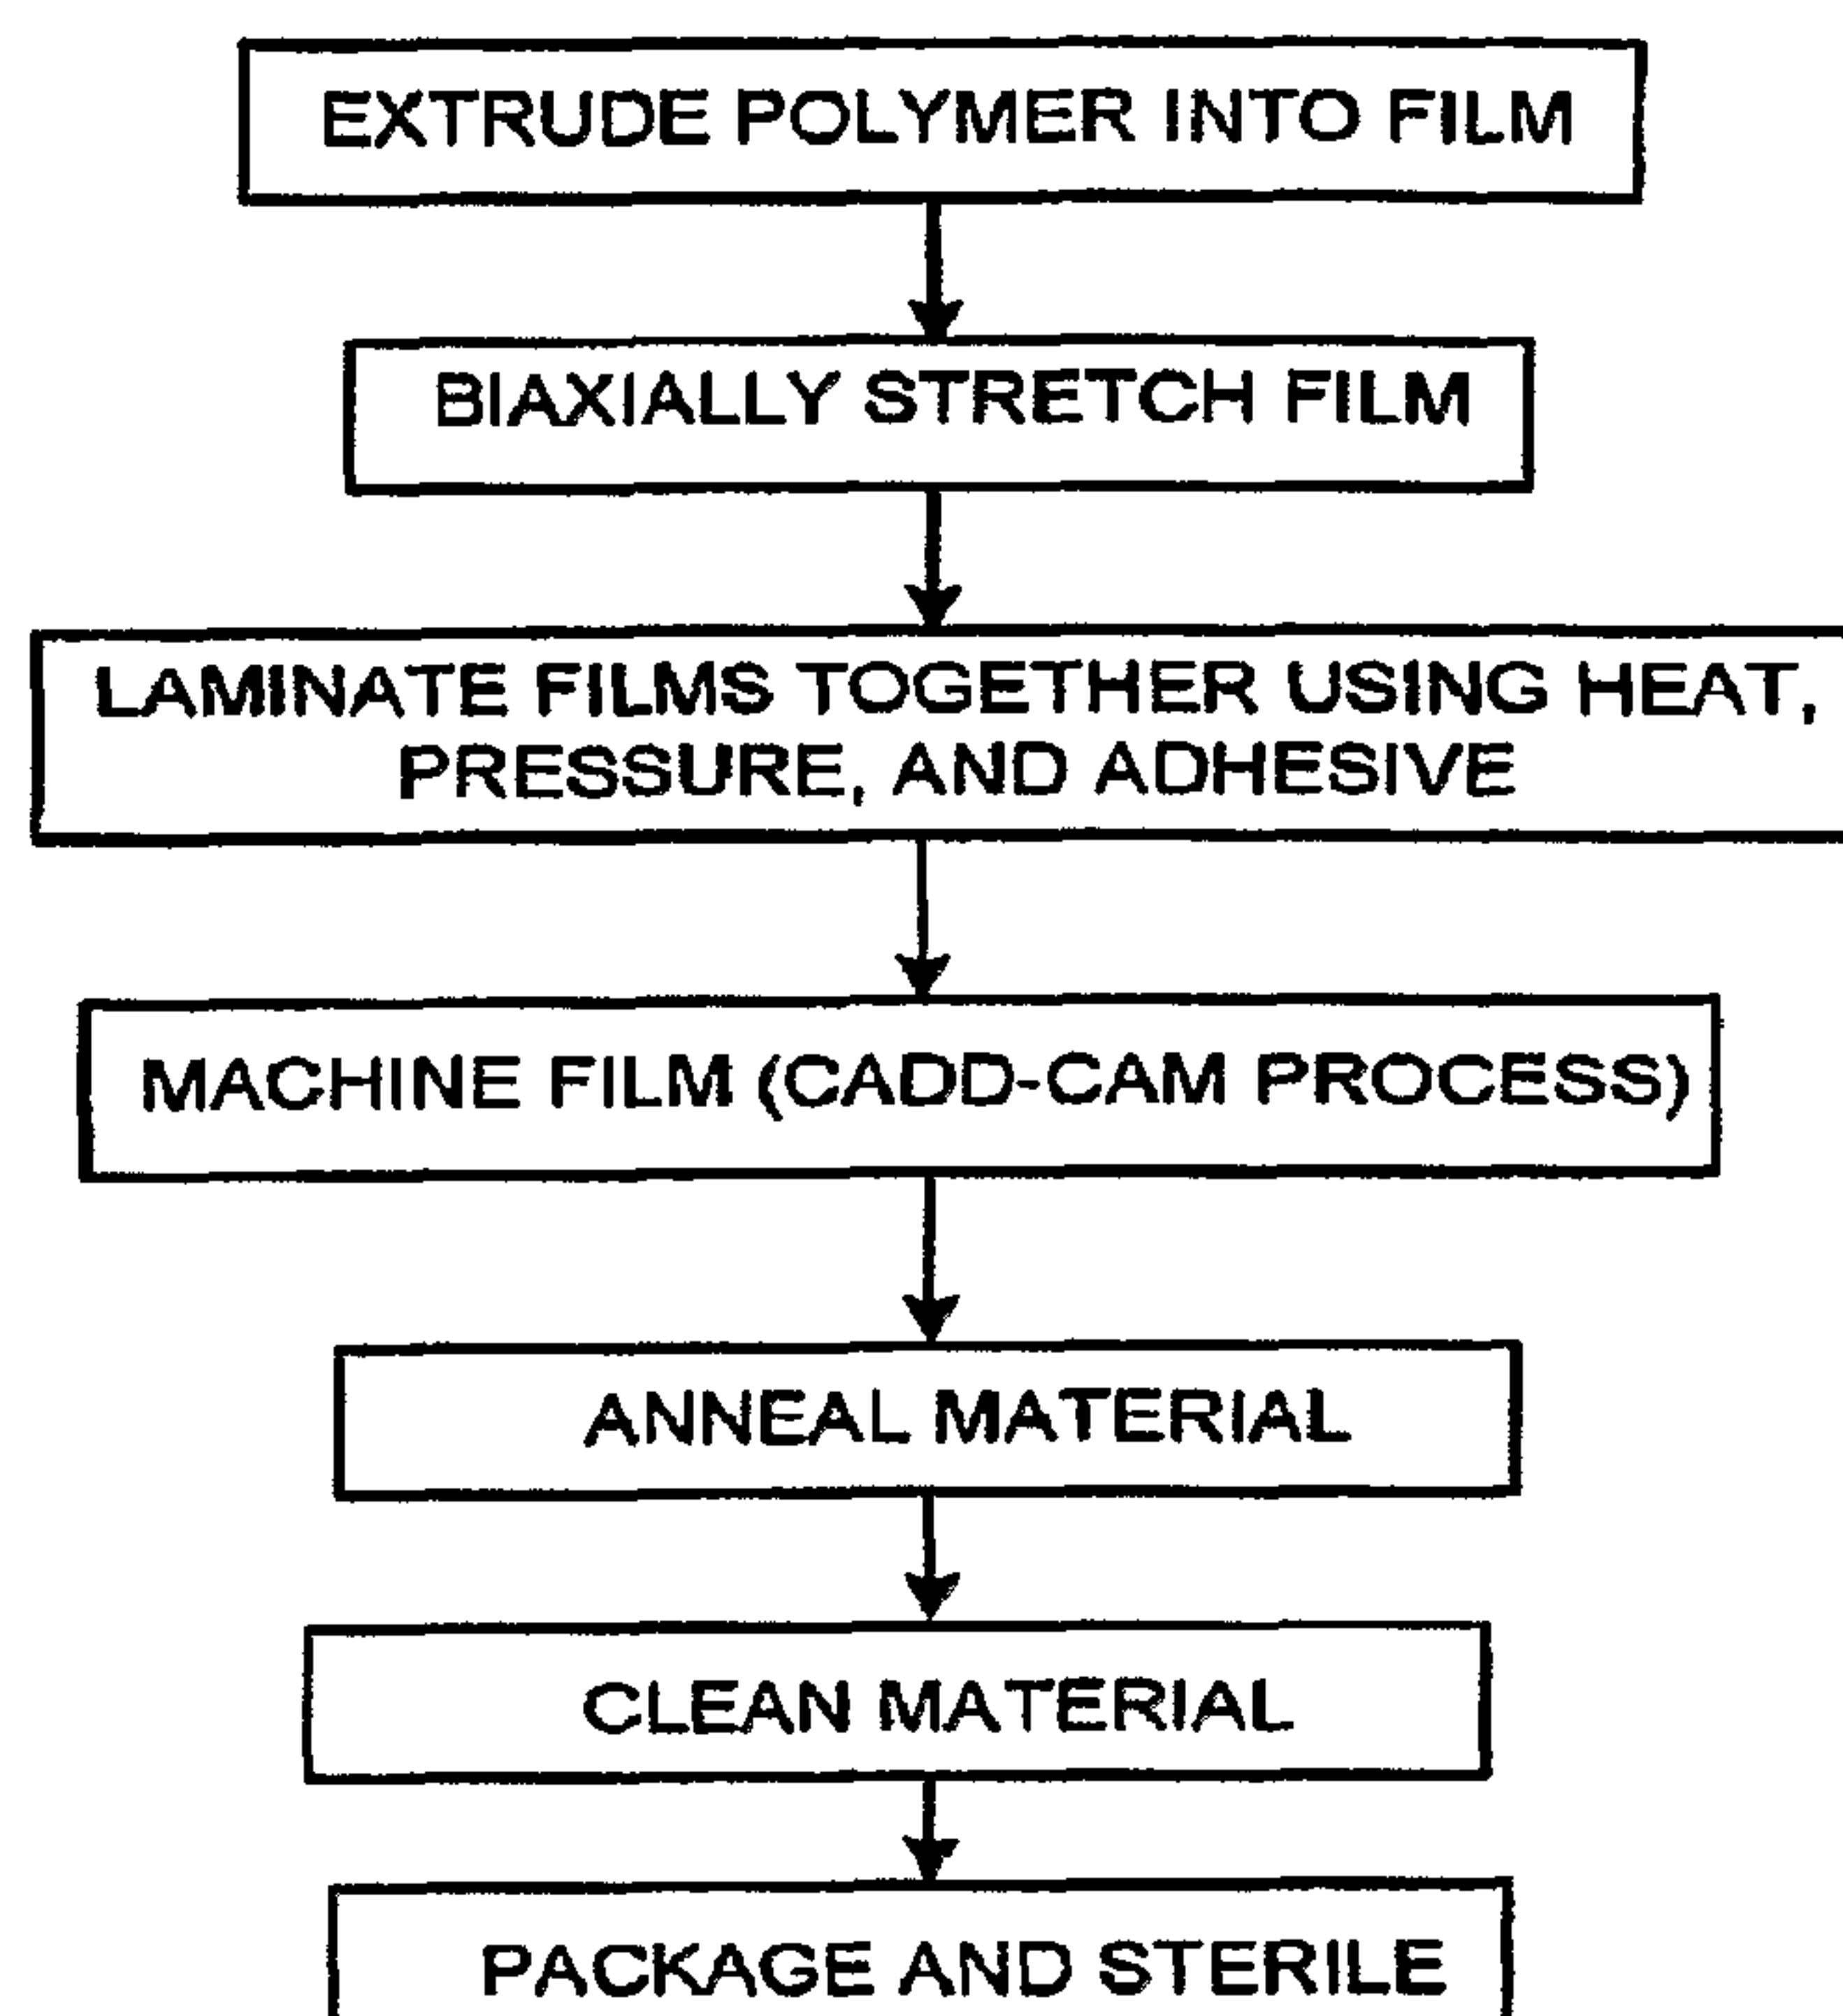 EXTRUDE POLYMER INTO FILM
BIAXIALLY STRETCH FILM
LAMINATE FILMS TOGETHER USING HEAT,
PRESSURE, AND ADHESIVE
MACHINE FILM (CADD-CAM PROCESS)
ANNEAL MATERIAL
CLEAN MATERIAL
PACKAGE AND STERILE